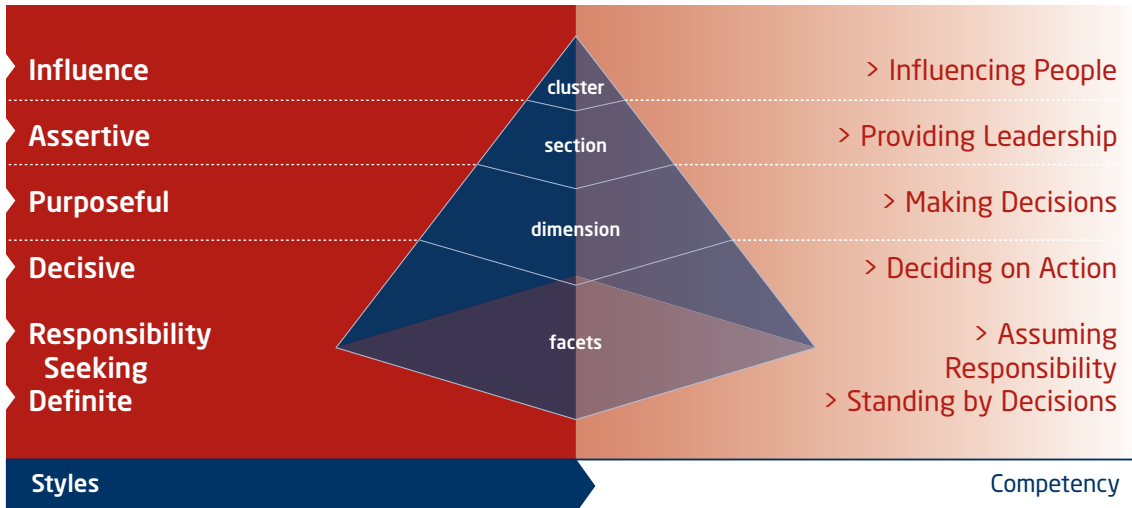 Influence
cluster
> Influencing People
Assertive
section
> Providing Leadership
Purposeful
dimension
> Making Decisions
Decisive
> Deciding on Action
Responsibility
Seeking
facets
> Assuming
Responsibility
Definite
> Standing by Decisions
Styles
Competency